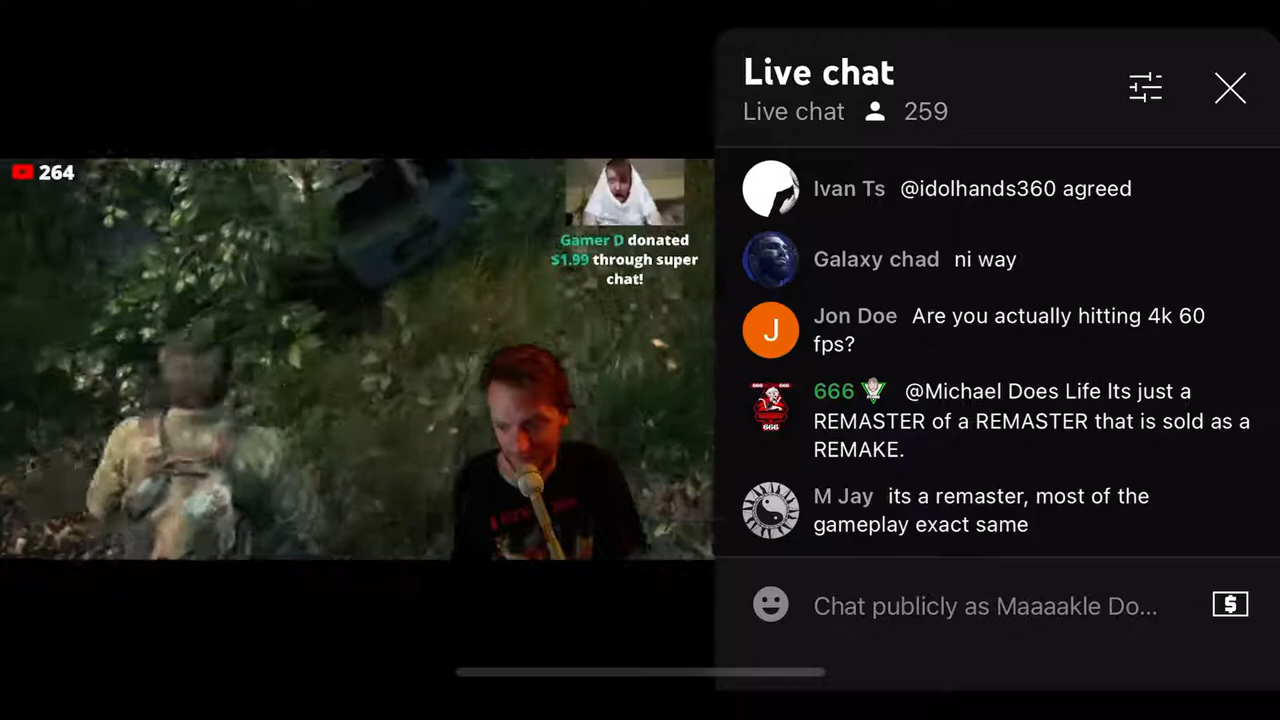 264
Gamer D donated
$1.99 through super
chat!
Live chat
Live chat 259
Ivan Ts @idolhands360 agreed
Galaxy chad ni way
J
Jon Doe Are you actually hitting 4k 60
fps?
666 @Michael Does Life Its just a
REMASTER of a REMASTER that is sold as a
REMAKE.
666
M Jay its a remaster, most of the
gameplay exact same
Chat publicly as Maaaakle Do...
$